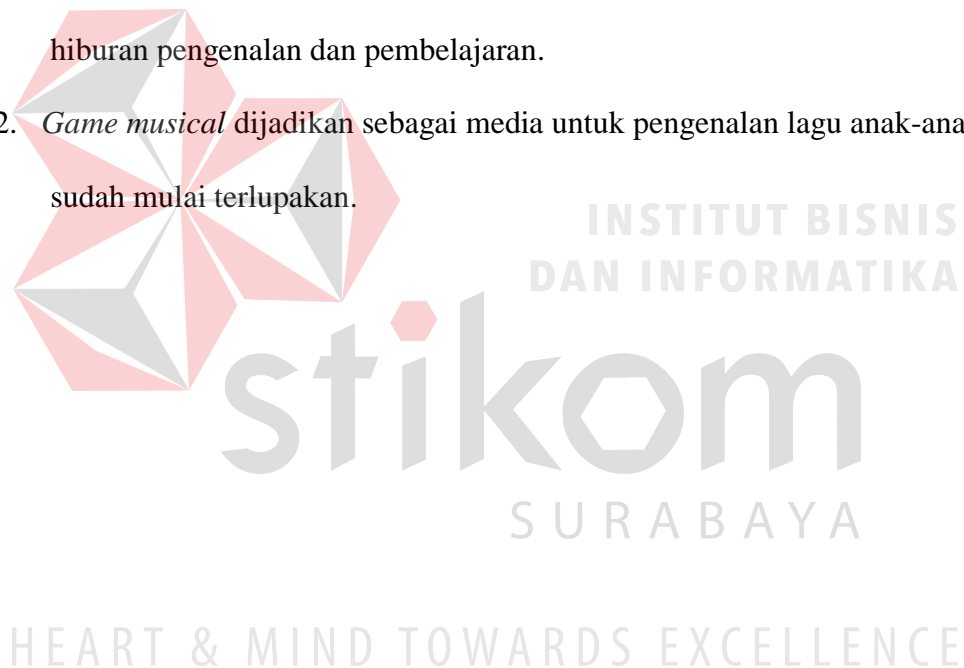 hiburan pengenalan dan pembelajaran.
2. Game musical dijadikan sebagai media untuk pengenalan lagu anak-ana
sudah mulai terlupakan.
INSTITUT BISNIS
DAN INFORMATIKA
stikom
SURABAYA
HEART & MIND TOWARDS EXCELLENCE